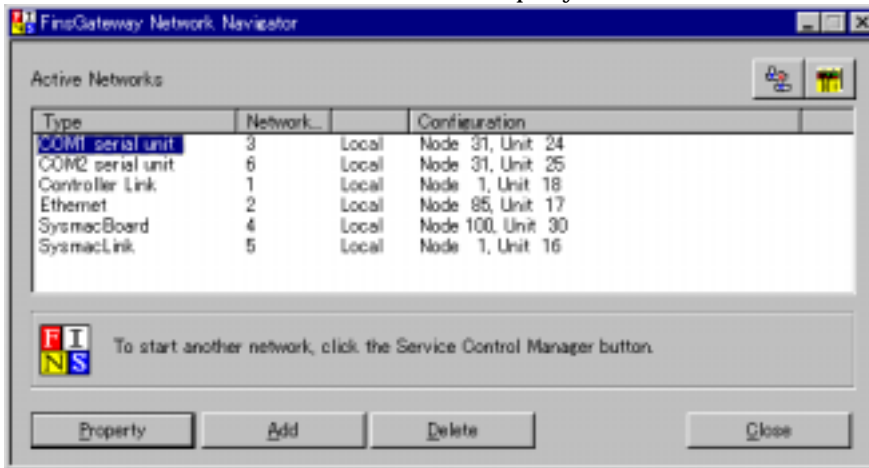 FinsGateway Network Navigator
Active Networks
Type Network... Configuration
COM1 serial unit 3 Local Node 31, Unit 24
COM2 serial unit 6 Local Node 31, Unit 25
Controller Link 1 Local Node 1, Unit 18
Ethernet 2 Local Node 85, Unit 17
SysmacBoard 4 Local Node 100, Unit 30
SysmacLink 5 Local Node 1, Unit 16
FINS To start another network, click the Service Control Manager button.
Property Add Delete Close